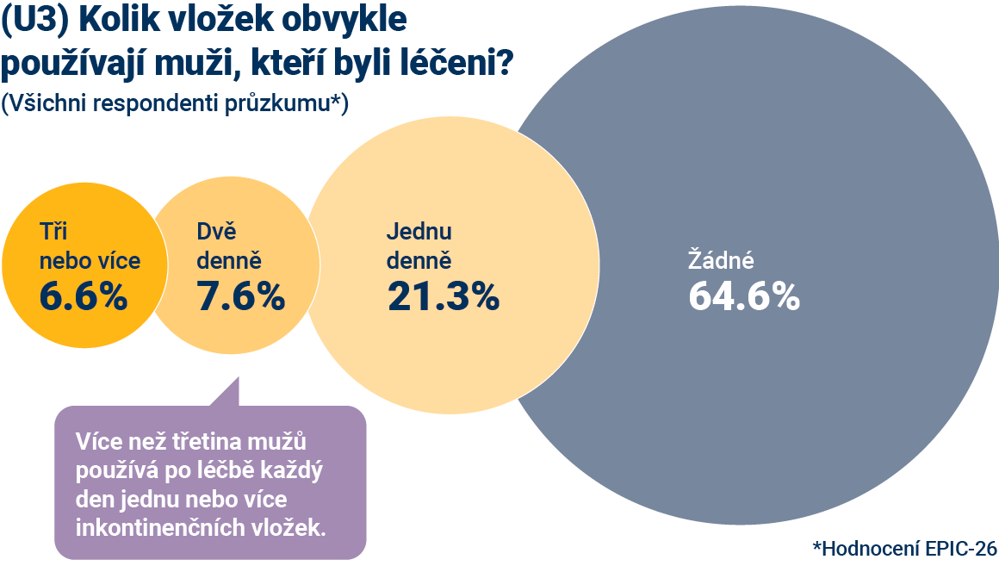 (U3) Kolik vložek obvykle
používají muži, kteří byli léčeni?
(Všichni respondenti průzkumu*)
Tři
nebo více
6.6%
Dvě
denně
7.6%
Jednu
denně
21.3%
Žádné
64.6%
Více než třetina mužů
používá po léčbě každý
den jednu nebo více
inkontinenčních vložek.
*Hodnocení EPIC-26